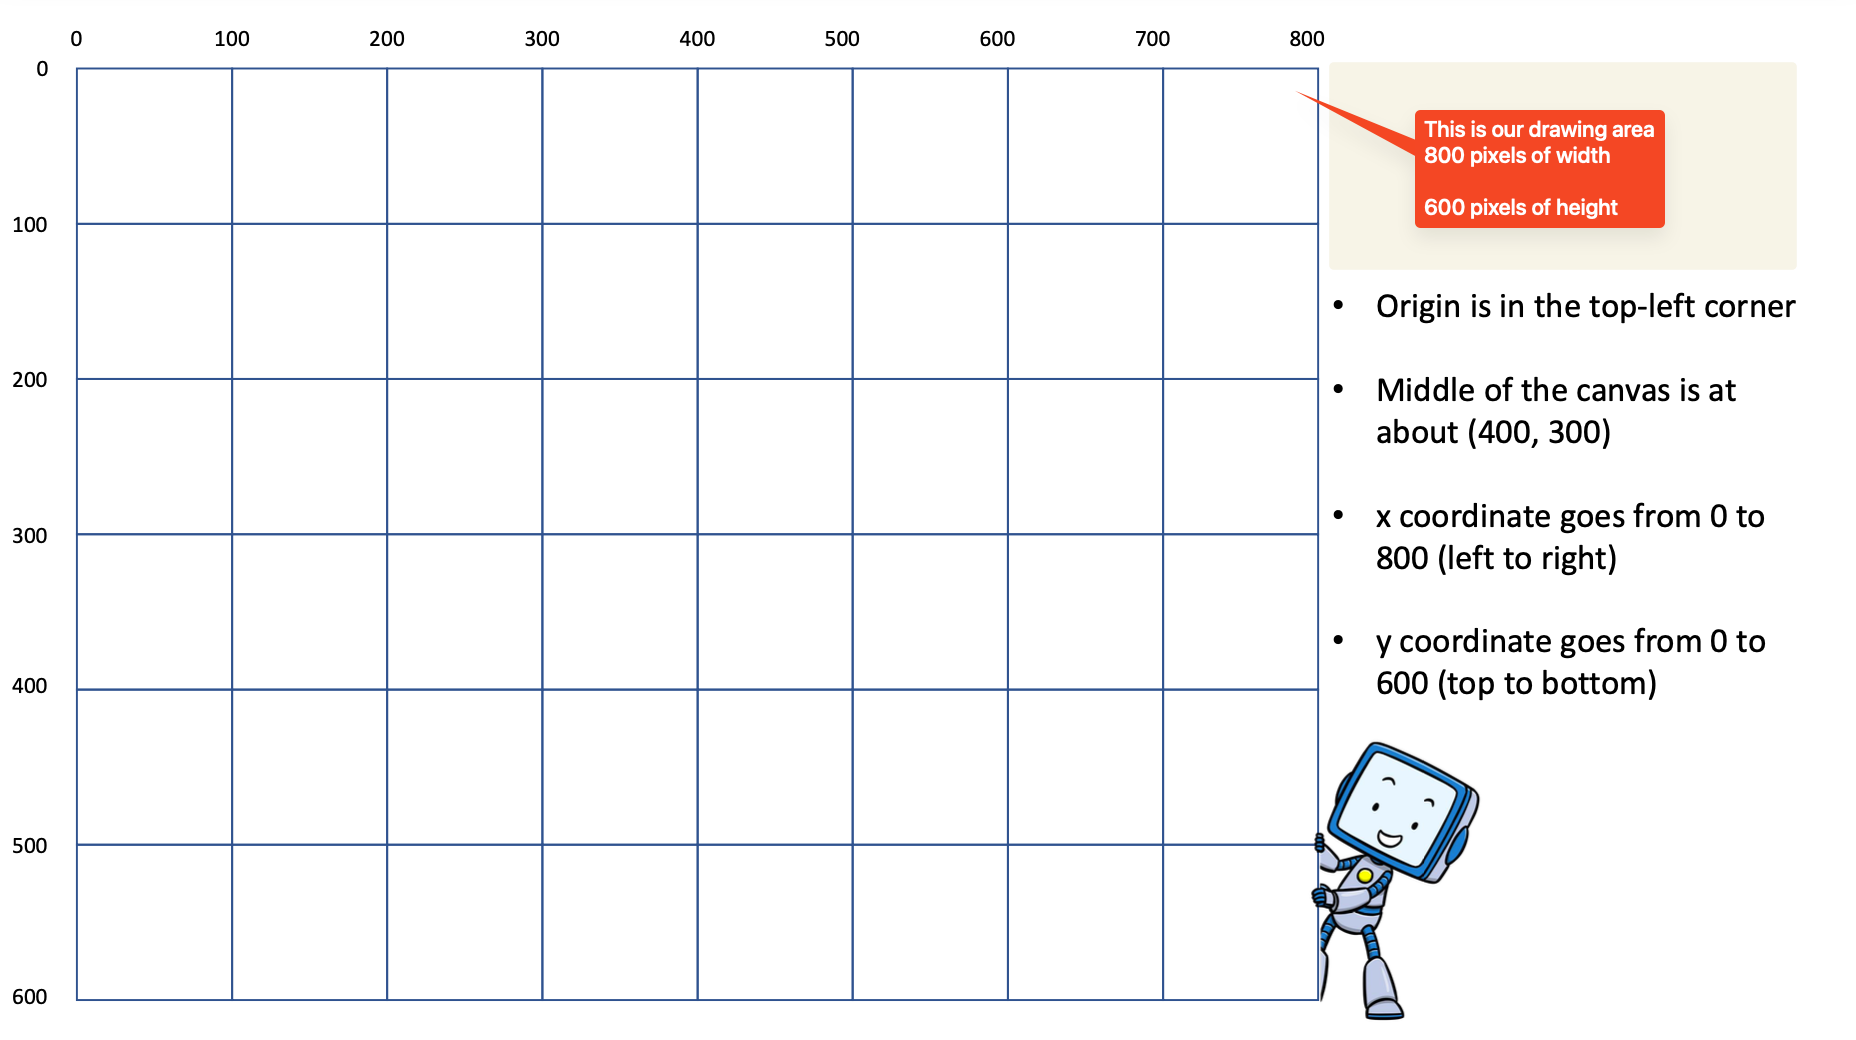 0 100 200 300 400 500 600 700 800
0
100
200
300
400
500
600
This is our drawing area
800 pixels of width
600 pixels of height
• Origin is in the top-left corner
• Middle of the canvas is at
about (400, 300)
• x coordinate goes from 0 to
800 (left to right)
• y coordinate goes from 0 to
600 (top to bottom)